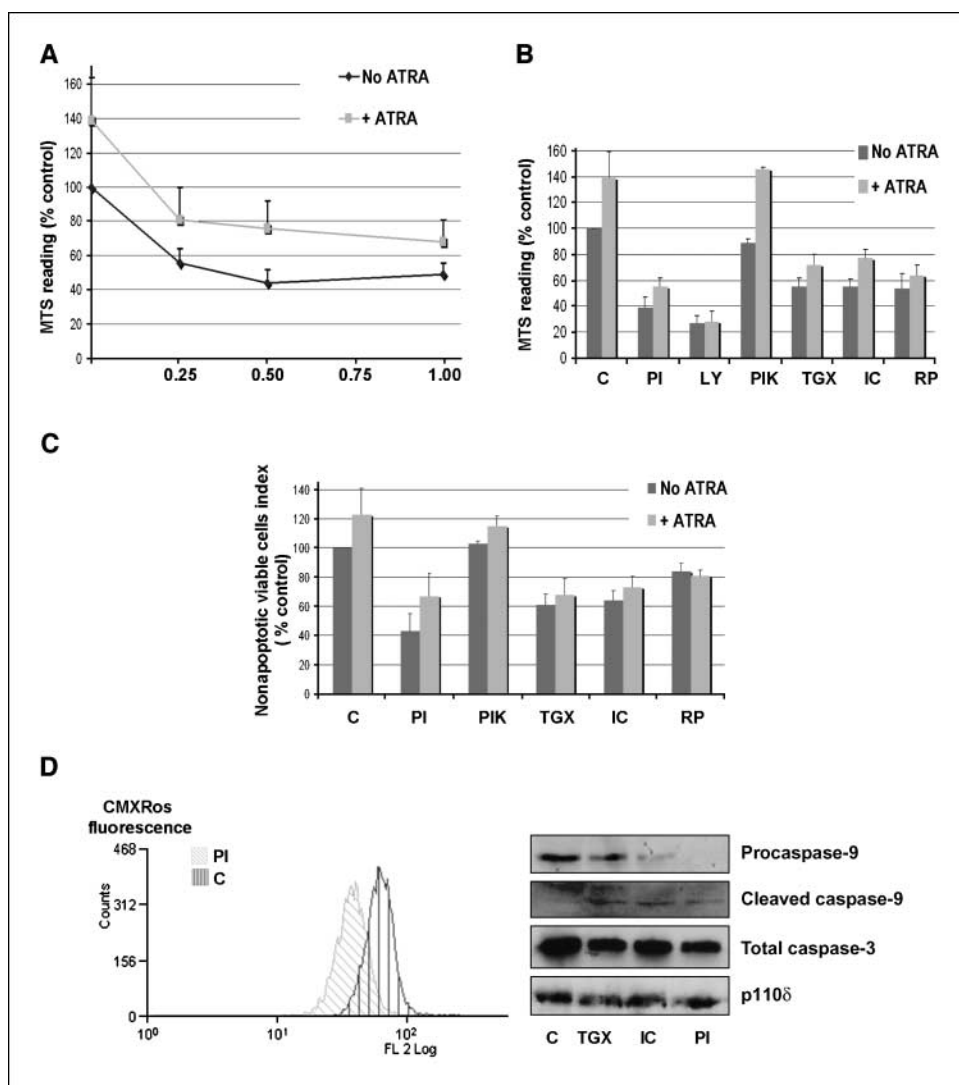 A
No ATRA
+ ATRA
MTS reading (% control)
160
140
120
100
80
60
40
20
0
0.25 0.50 0.75 1.00
B
No ATRA
+ ATRA
MTS reading (% control)
160
140
120
100
80
60
40
20
0
C PI LY PIK TGX IC RP
C
No ATRA
+ ATRA
Nonapoptotic viable cells index
( % control)
140
120
100
80
60
40
20
0
C PI PIK TGX IC RP
D
CMXRos
fluorescence
PI
C
Counts
468
312
156
0
10⁰ 10¹ 10²
FL 2 Log
Procaspase-9
Cleaved caspase-9
Total caspase-3
p110δ
C TGX IC PI